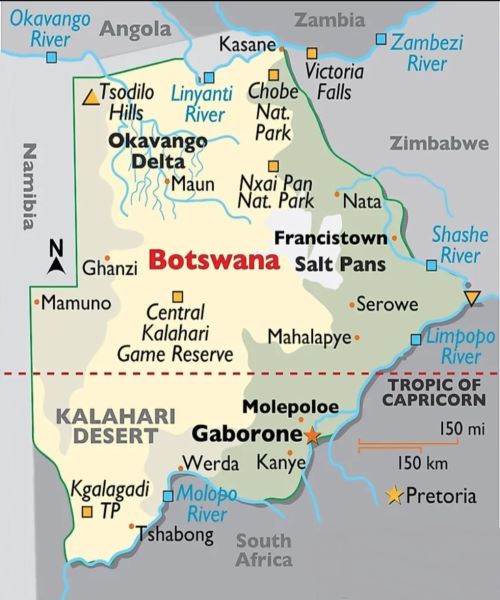 Okavango
River
Angola
Zambia
Kasane
Zambezi
River
Victoria
Falls
Tsodilo
Hills
Linyanti
River
Chobe
Nat.
Park
Okavango
Delta
Zimbabwe
Namibia
Maun
Nxai Pan
Nat. Park
Nata
Francistown
Shashe
River
N
Ghanzi
Botswana
Salt Pans
Mamuno
Central
Kalahari
Game Reserve
Serowe
Mahalapye
Limpopo
River
TROPIC OF
CAPRICORN
KALAHARI
DESERT
Molepoloe
Gaborone
150 mi
150 km
Werda
Kanye
Kgalagadi
TP
Molopo
River
Pretoria
Tshabong
South
Africa